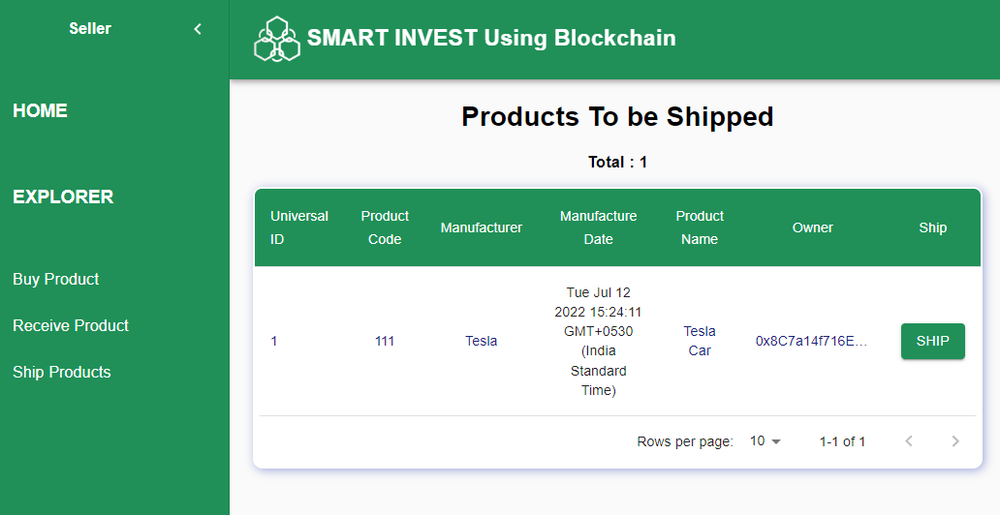 Seller
SMART INVEST Using Blockchain
HOME
EXPLORER
Buy Product
Receive Product
Ship Products
Products To be Shipped
Total : 1
Universal
ID
Product
Code
Manufacturer
Manufacture
Date
Product
Name
Owner
Ship
1
111
Tesla
Tue Jul 12
2022 15:24:11
GMT+0530
(India
Standard
Time)
Tesla
Car
0x8C7a14f716E…
SHIP
Rows per page:
10
1-1 of 1